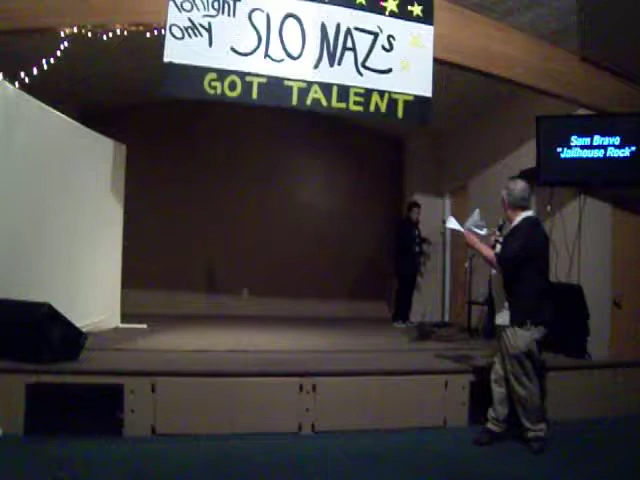 Tonight
Only
SLO NAZ's
GOT TALENT
Sam Bravo
"Jailhouse Rock"